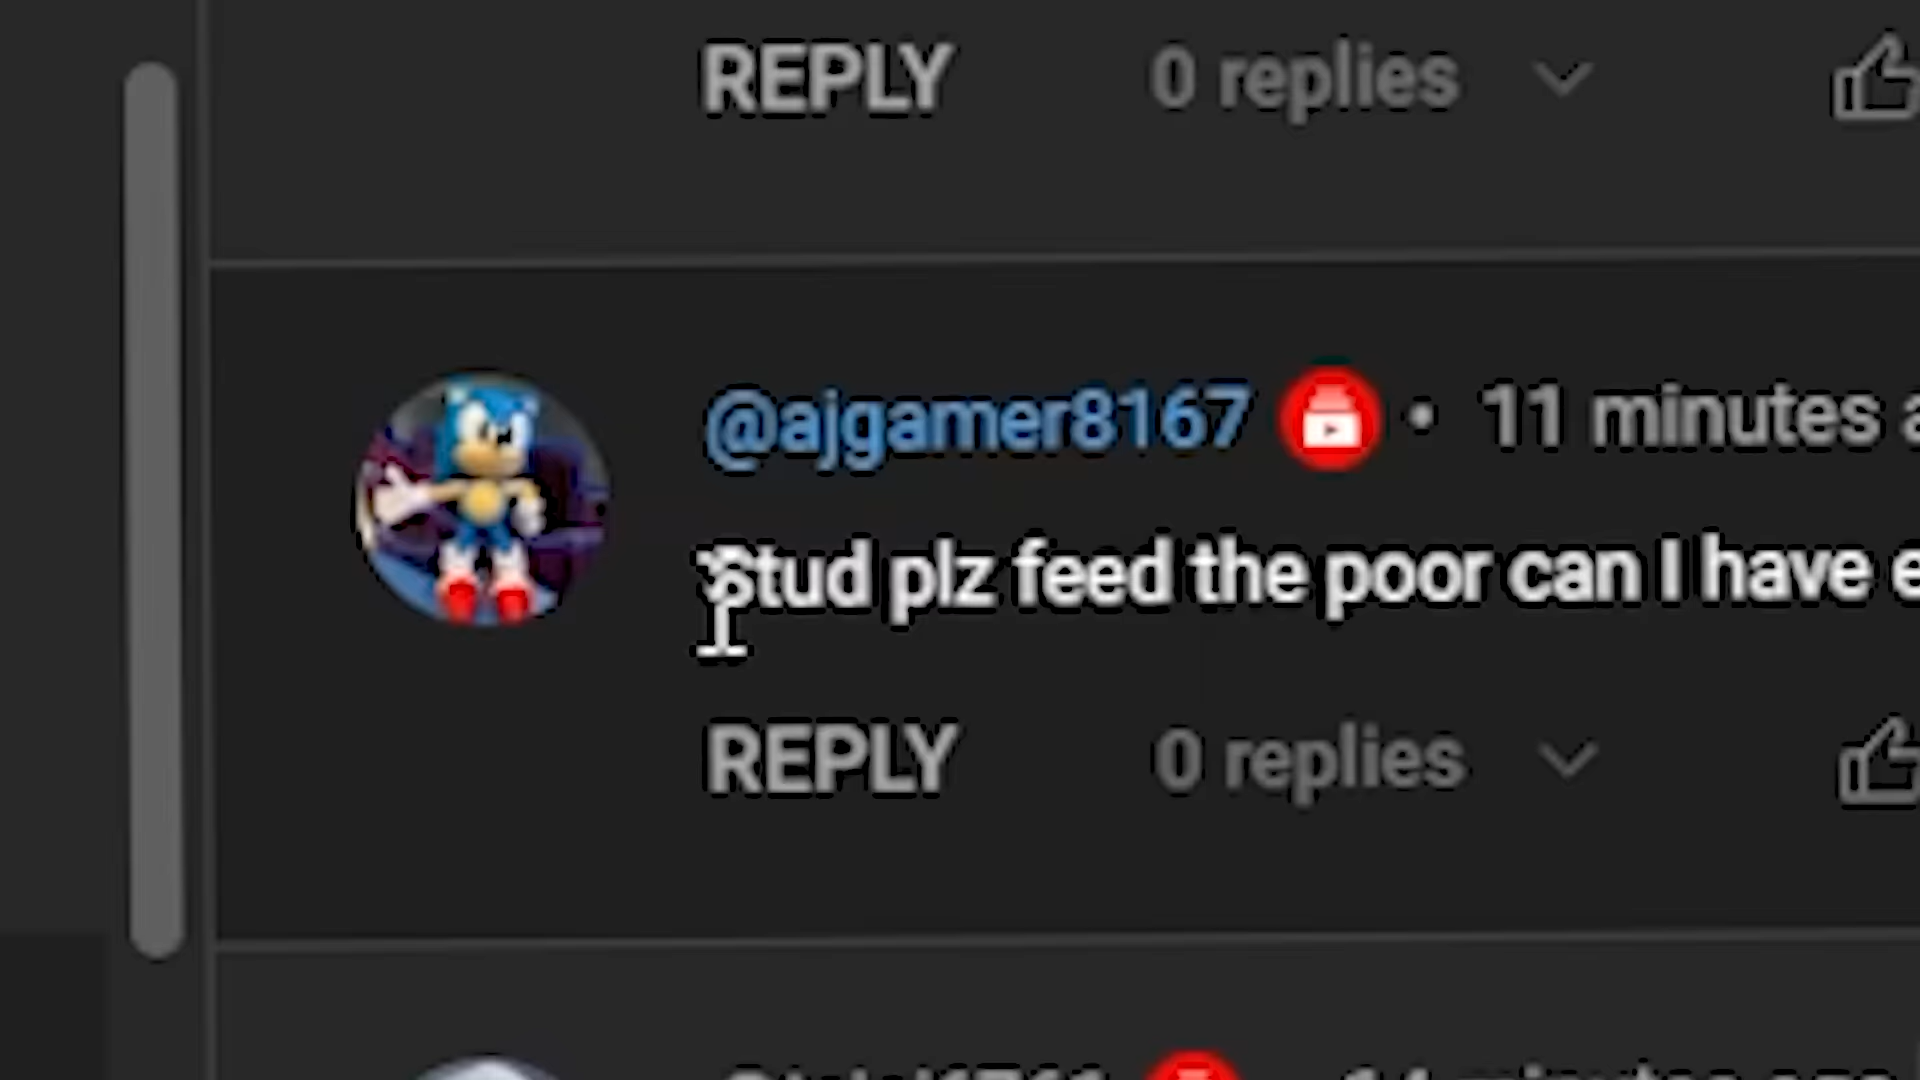 REPLY 0 replies
@ajgamer8167 • 11 minutes
Stud plz feed the poor can I have
REPLY 0 replies